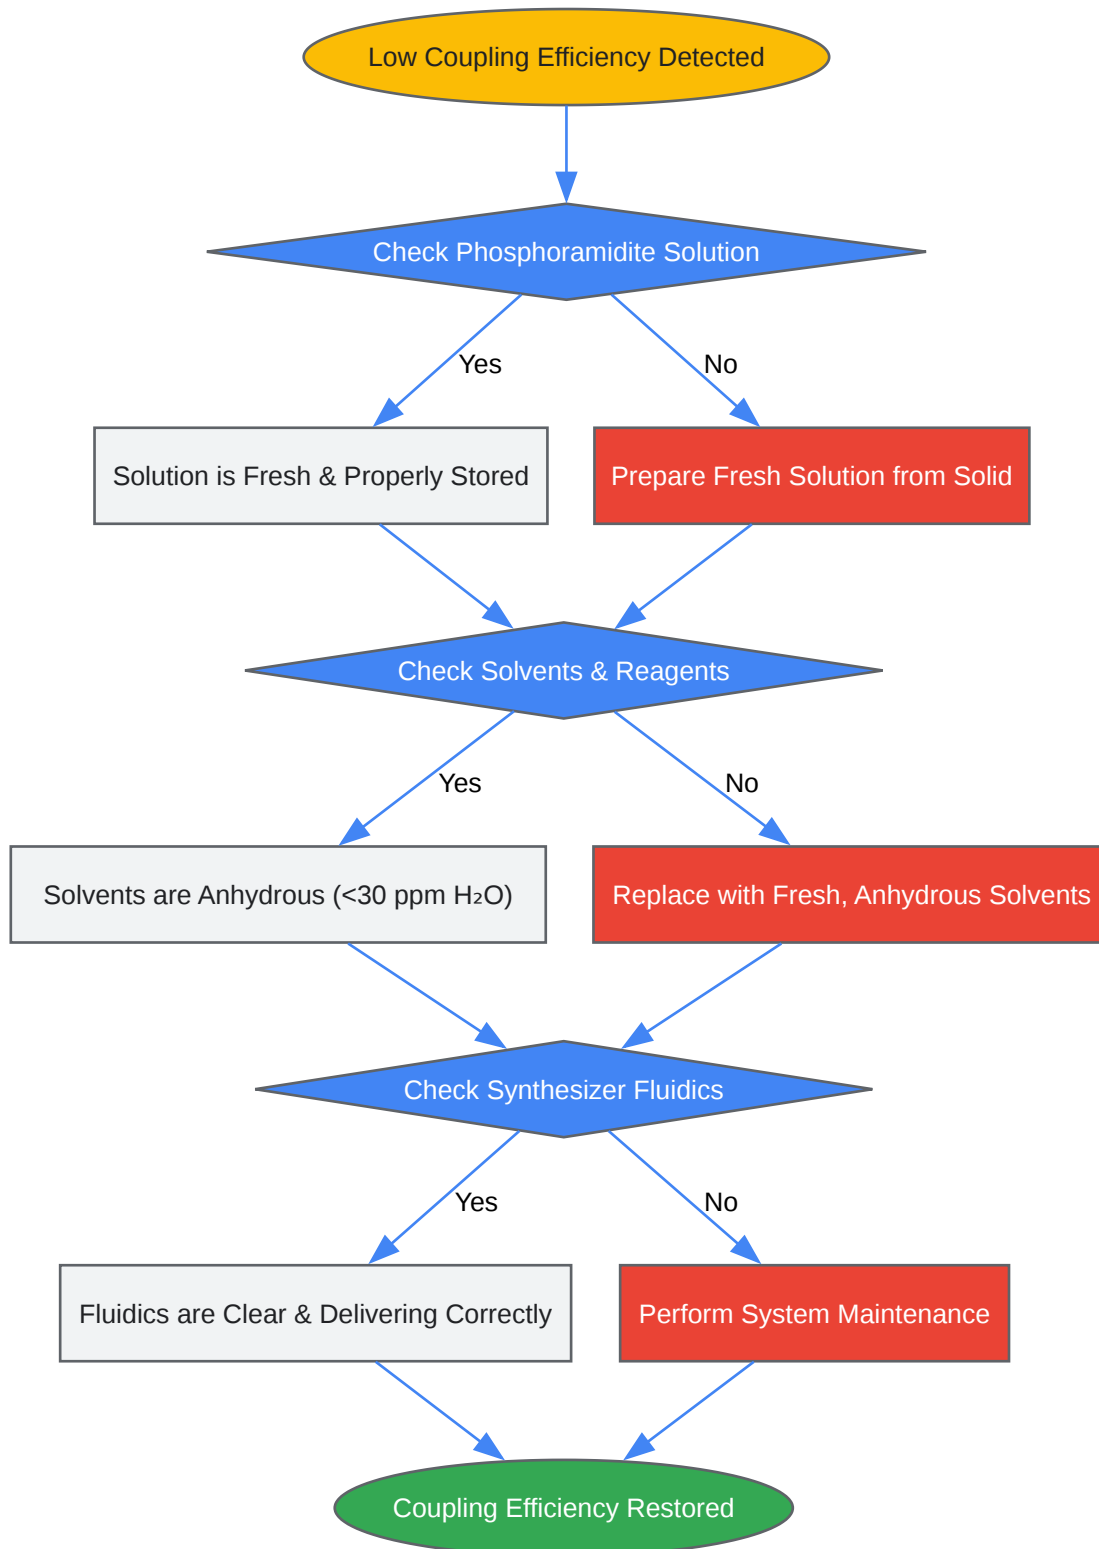 Low Coupling Efficiency Detected
Check Phosphoramidite Solution
Yes
No
Solution is Fresh & Properly Stored
Prepare Fresh Solution from Solid
Check Solvents & Reagents
Yes
No
Solvents are Anhydrous (<30 ppm H₂O)
Replace with Fresh, Anhydrous Solvents
Check Synthesizer Fluidics
Yes
No
Fluidics are Clear & Delivering Correctly
Perform System Maintenance
Coupling Efficiency Restored